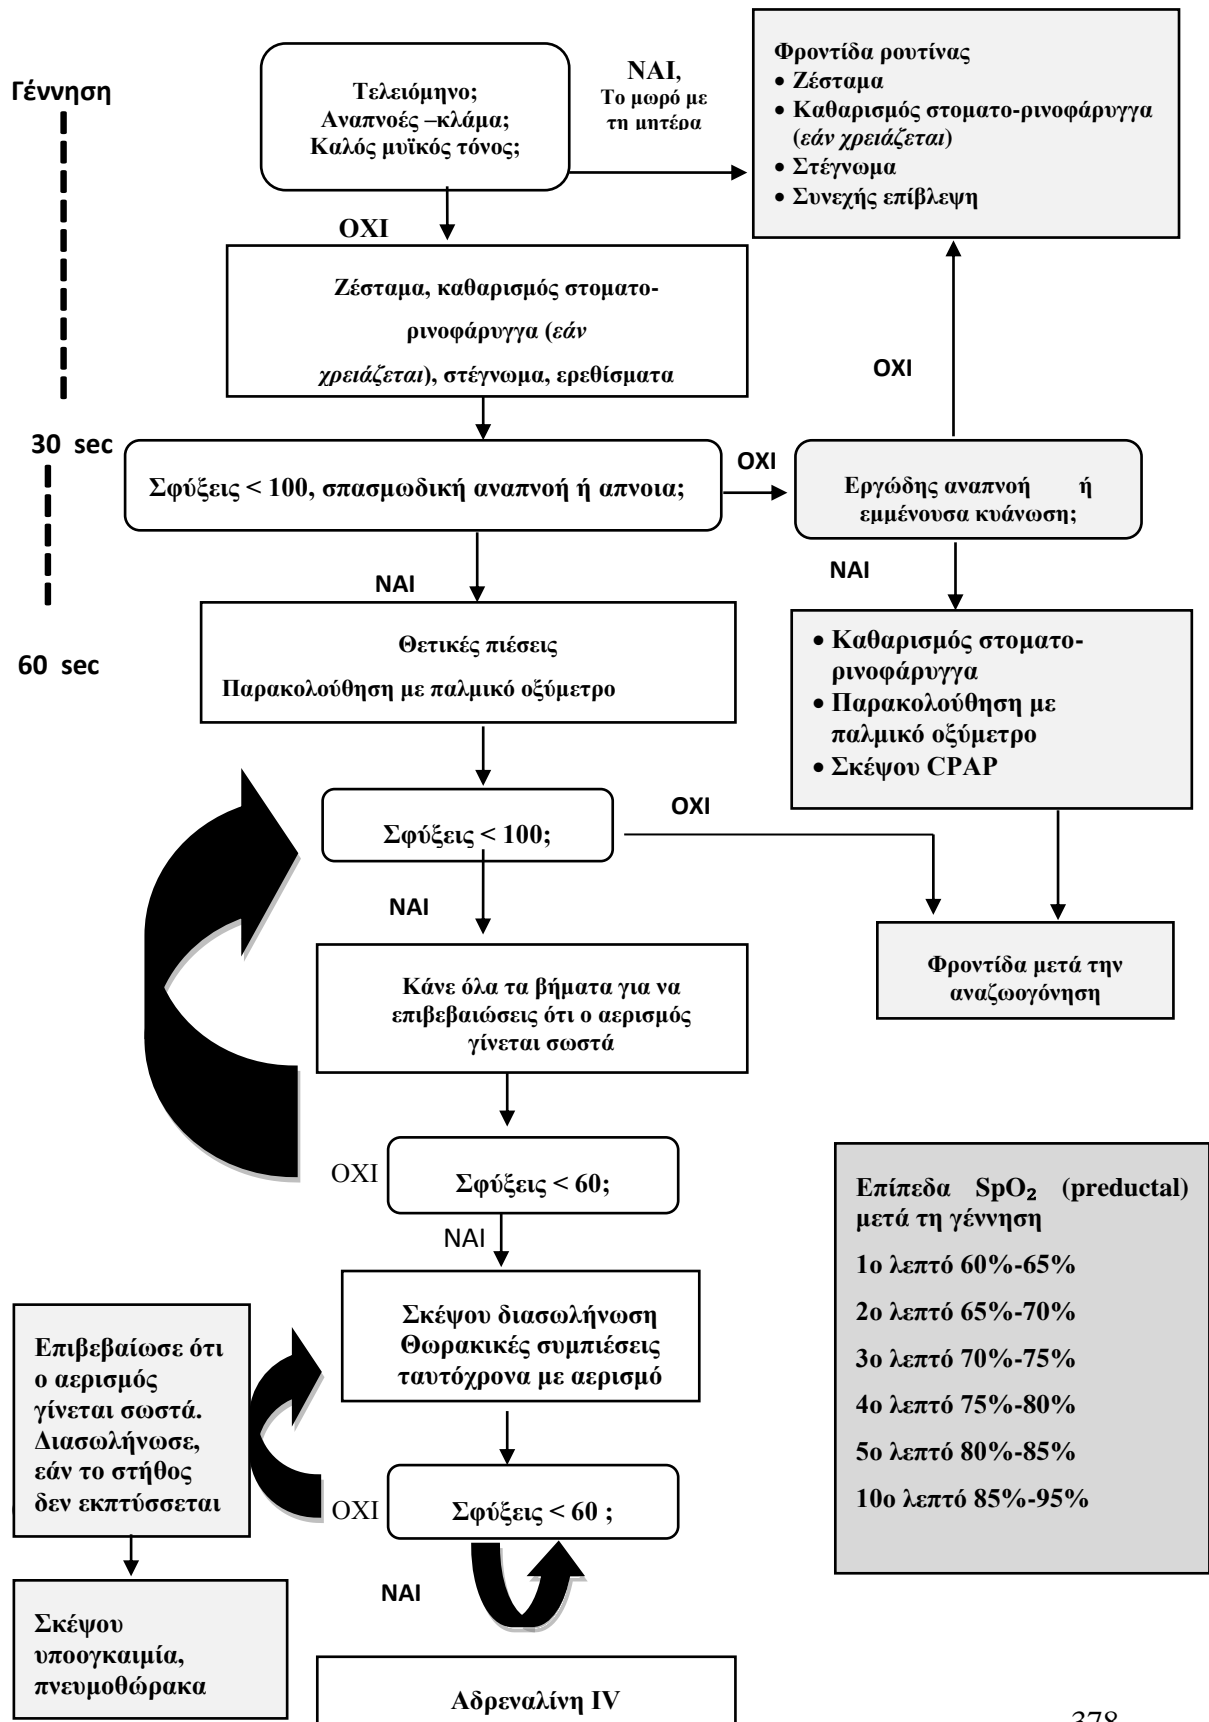 Γέννηση
Τελειόμηνο;
Αναπνοές –κλάμα;
Καλός μυϊκός τόνος;
ΝΑΙ,
Το μωρό με
τη μητέρα
Φροντίδα ρουτίνας
• Ζέσταμα
• Καθαρισμός στοματο-ρινοφάρυγγα
(εάν χρειάζεται)
• Στέγνωμα
• Συνεχής επίβλεψη
ΟΧΙ
Ζέσταμα, καθαρισμός στοματο-
ρινοφάρυγγα (εάν
χρειάζεται), στέγνωμα, ερεθίσματα
ΟΧΙ
30 sec
Σφύξεις < 100, σπασμωδική αναπνοή ή απνοια;
ΟΧΙ
Εργώδης αναπνοή ή
εμμένουσα κυάνωση;
ΝΑΙ
ΝΑΙ
60 sec
Θετικές πιέσεις
Παρακολούθηση με παλμικό οξύμετρο
• Καθαρισμός στοματο-
ρινοφάρυγγα
• Παρακολούθηση με
παλμικό οξύμετρο
• Σκέψου CPAP
Σφύξεις < 100;
ΟΧΙ
ΝΑΙ
Φροντίδα μετά την
αναζωογόνηση
Κάνε όλα τα βήματα για να
επιβεβαιώσεις ότι ο αερισμός
γίνεται σωστά
ΟΧΙ
Σφύξεις < 60;
ΝΑΙ
Επίπεδα SpO₂ (preductal)
μετά τη γέννηση
1ο λεπτό 60%-65%
2ο λεπτό 65%-70%
3ο λεπτό 70%-75%
4ο λεπτό 75%-80%
5ο λεπτό 80%-85%
10ο λεπτό 85%-95%
Σκέψου διασωλήνωση
Θωρακικές συμπιέσεις
ταυτόχρονα με αερισμό
Επιβεβαίωσε ότι
ο αερισμός
γίνεται σωστά.
Διασωλήνωσε,
εάν το στήθος
δεν εκπτύσσεται
ΟΧΙ
Σφύξεις < 60 ;
ΝΑΙ
Σκέψου
υποογκαιμία,
πνευμοθώρακα
Αδρεναλίνη IV
378